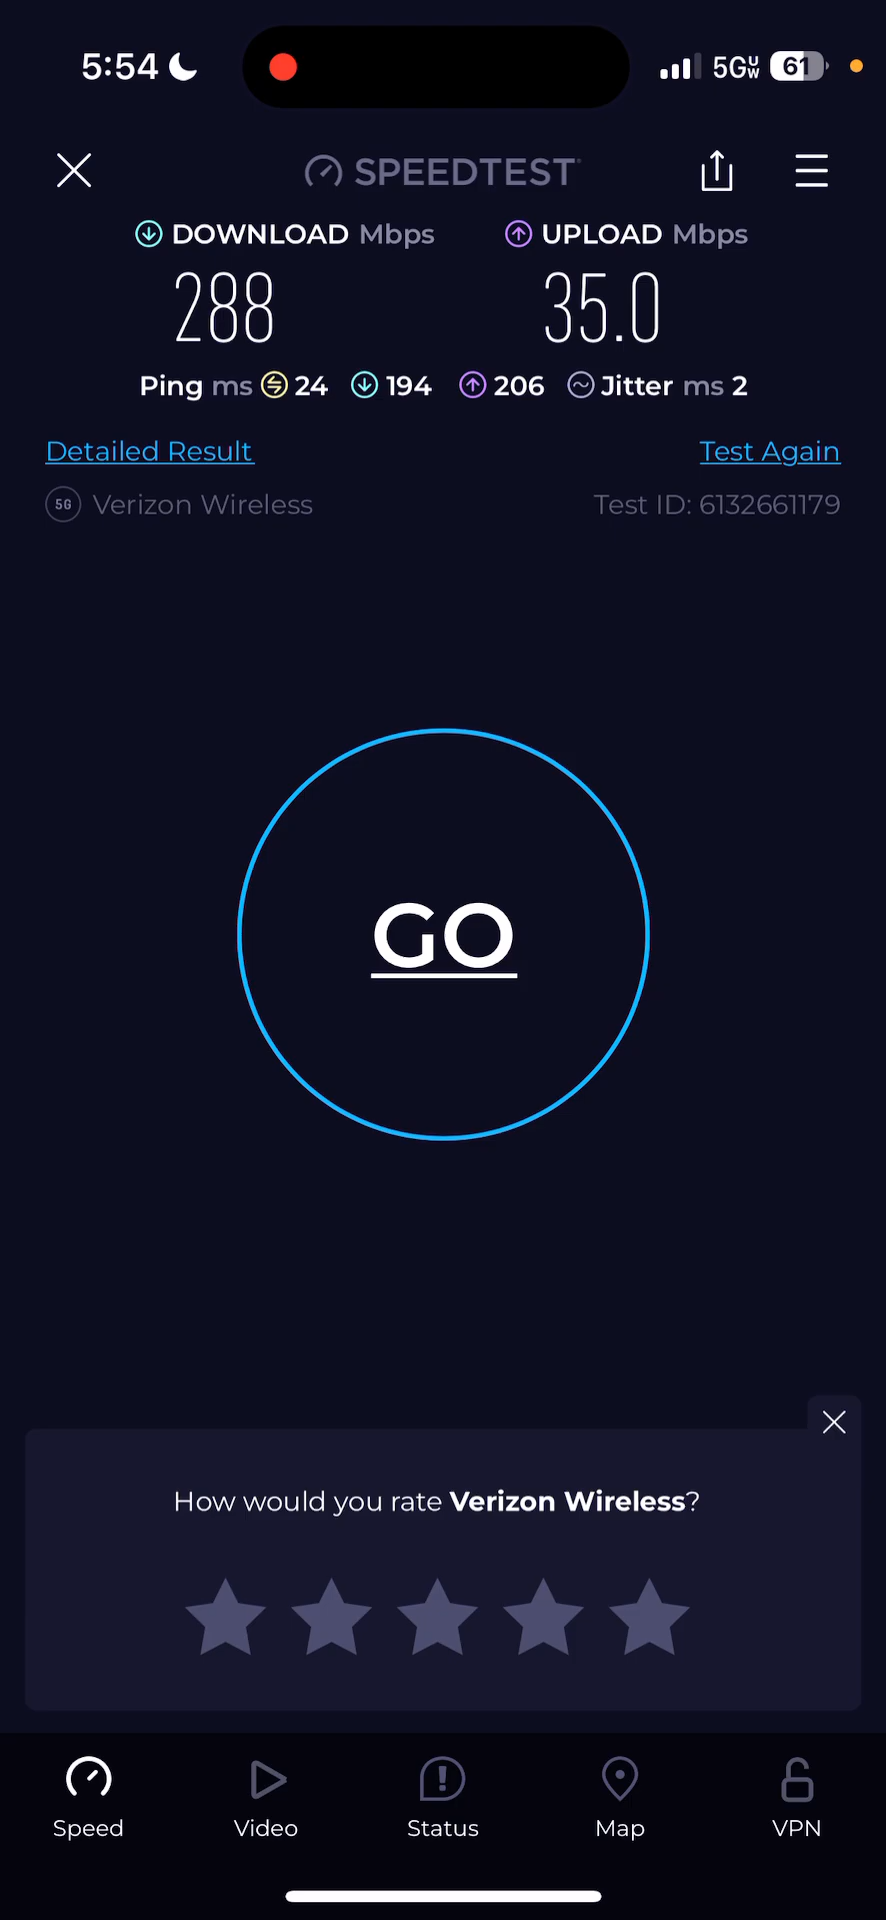 5:54 5GUW 61
SPEEDTEST
DOWNLOAD Mbps UPLOAD Mbps
288 35.0
Ping ms 24 194 206 Jitter ms 2
Detailed Result Test Again
5G Verizon Wireless Test ID: 6132661179
GO
How would you rate Verizon Wireless?
Speed Video Status Map VPN